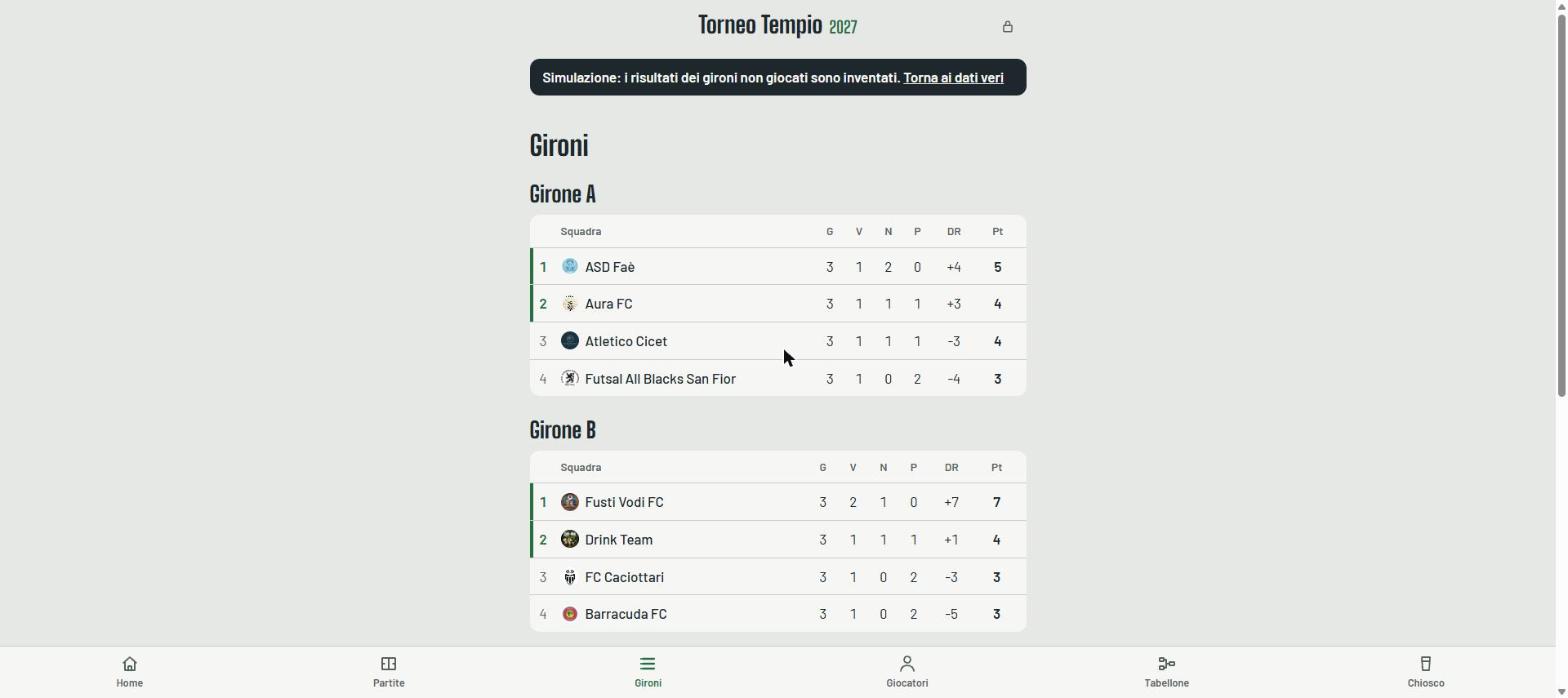 Torneo Tempio 2027
Simulazione: i risultati dei gironi non giocati sono inventati. Torna ai dati veri
Gironi
Girone A
Squadra G V N P DR Pt
1 ASD Faè 3 1 2 0 +4 5
2 Aura FC 3 1 1 1 +3 4
3 Atletico Cicet 3 1 1 1 -3 4
4 Futsal All Blacks San Fior 3 1 0 2 -4 3
Girone B
Squadra G V N P DR Pt
1 Fusti Vodi FC 3 2 1 0 +7 7
2 Drink Team 3 1 1 1 +1 4
3 FC Caciottari 3 1 0 2 -3 3
4 Barracuda FC 3 1 0 2 -5 3
Home Partite Gironi Giocatori Tabellone Chiosco